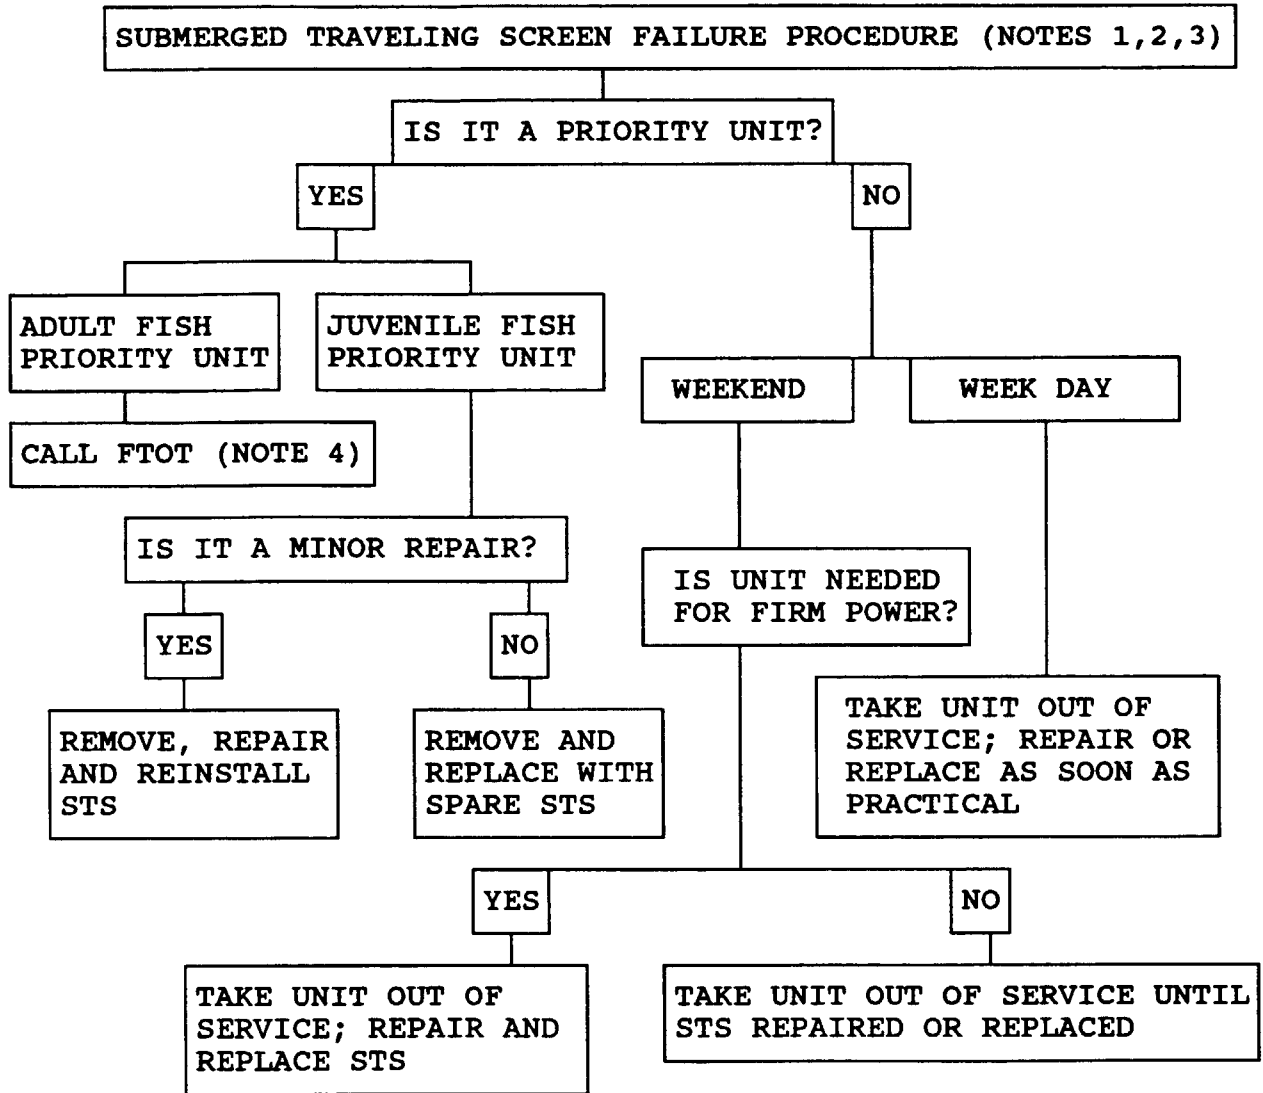 SUBMERGED TRAVELING SCREEN FAILURE PROCEDURE (NOTES 1,2,3)
IS IT A PRIORITY UNIT?
YES
NO
ADULT FISH
PRIORITY UNIT
JUVENILE FISH
PRIORITY UNIT
WEEKEND
WEEK DAY
CALL FTOT (NOTE 4)
IS IT A MINOR REPAIR?
IS UNIT NEEDED
FOR FIRM POWER?
YES
NO
REMOVE, REPAIR
AND REINSTALL
STS
REMOVE AND
REPLACE WITH
SPARE STS
TAKE UNIT OUT OF
SERVICE; REPAIR OR
REPLACE AS SOON AS
PRACTICAL
YES
NO
TAKE UNIT OUT OF
SERVICE; REPAIR AND
REPLACE STS
TAKE UNIT OUT OF SERVICE UNTIL
STS REPAIRED OR REPLACED